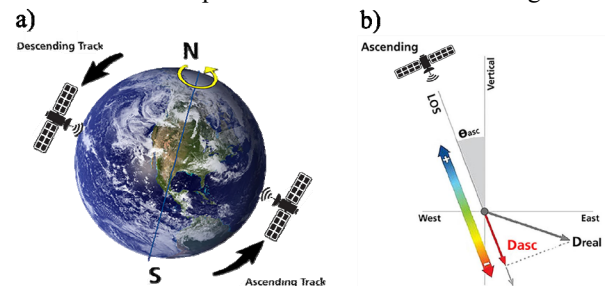 a)
Descending Track
N
S
Ascending Track
b)
Ascending
LOS
Vertical
Θasc
+
West
East
Dasc
Dreal
-